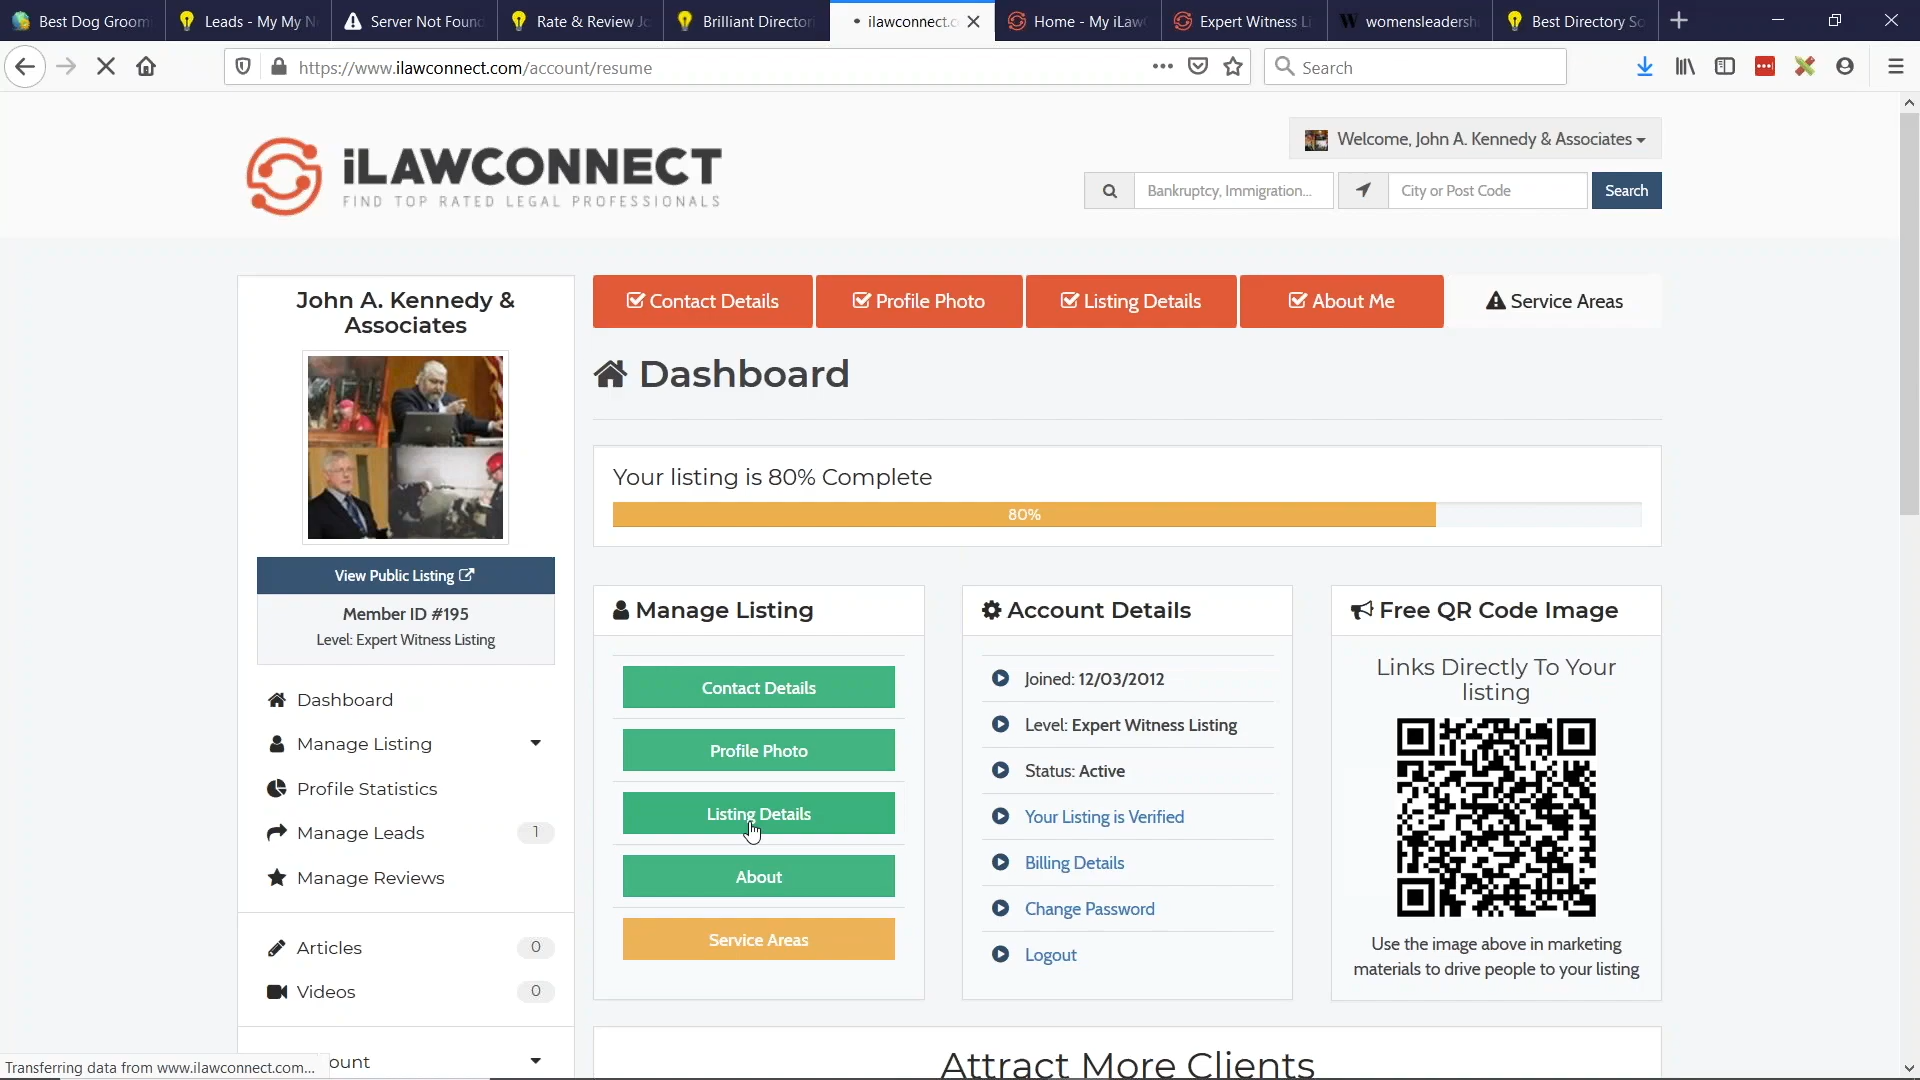 Best Dog Groom
Leads - My My N
Server Not Foun
Rate & Review Jo
Brilliant Directori
ilawconnect.c
Home - My iLaw
Expert Witness Li
womensleadersh
Best Directory So
https://www.ilawconnect.com/account/resume
Search
iLAWCONNECT
FIND TOP RATED LEGAL PROFESSIONALS
Welcome, John A. Kennedy & Associates
Bankruptcy, Immigration...
City or Post Code
Search
John A. Kennedy &
Associates
View Public Listing
Member ID #195
Level: Expert Witness Listing
Dashboard
Manage Listing
Profile Statistics
Manage Leads 1
Manage Reviews
Articles 0
Videos 0
ount
Contact Details
Profile Photo
Listing Details
About Me
Service Areas
Dashboard
Your listing is 80% Complete
80%
Manage Listing
Contact Details
Profile Photo
Listing Details
About
Service Areas
Account Details
Joined: 12/03/2012
Level: Expert Witness Listing
Status: Active
Your Listing is Verified
Billing Details
Change Password
Logout
Free QR Code Image
Links Directly To Your
listing
Use the image above in marketing
materials to drive people to your listing
Attract More Clients
Transferring data from www.ilawconnect.com...